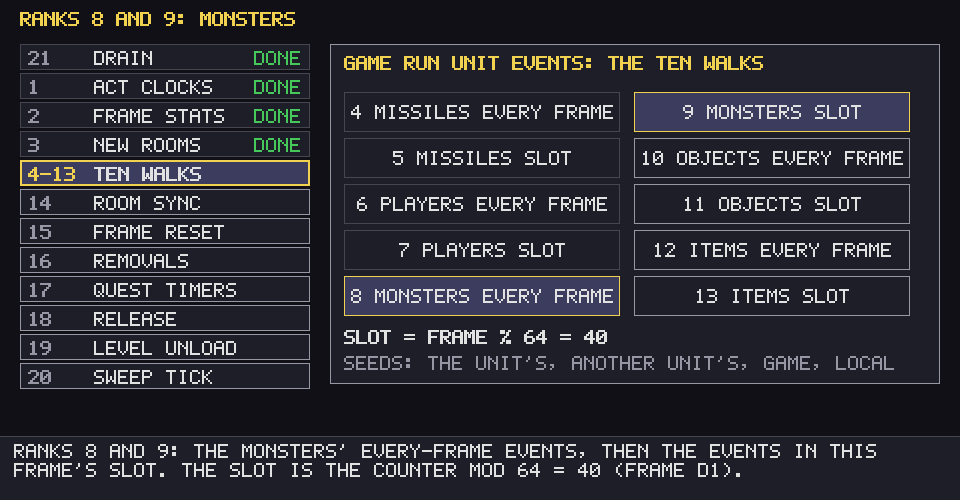 RANKS 8 AND 9: MONSTERS
21 DRAIN DONE
1 ACT CLOCKS DONE
2 FRAME STATS DONE
3 NEW ROOMS DONE
4-13 TEN WALKS
14 ROOM SYNC
15 FRAME RESET
16 REMOVALS
17 QUEST TIMERS
18 RELEASE
19 LEVEL UNLOAD
20 SWEEP TICK
GAME RUN UNIT EVENTS: THE TEN WALKS
4 MISSILES EVERY FRAME
5 MISSILES SLOT
6 PLAYERS EVERY FRAME
7 PLAYERS SLOT
8 MONSTERS EVERY FRAME
9 MONSTERS SLOT
10 OBJECTS EVERY FRAME
11 OBJECTS SLOT
12 ITEMS EVERY FRAME
13 ITEMS SLOT
SLOT = FRAME % 64 = 40
SEEDS: THE UNIT'S, ANOTHER UNIT'S, GAME, LOCAL
RANKS 8 AND 9: THE MONSTERS' EVERY-FRAME EVENTS, THEN THE EVENTS IN THIS
FRAME'S SLOT. THE SLOT IS THE COUNTER MOD 64 = 40 (FRAME D1).